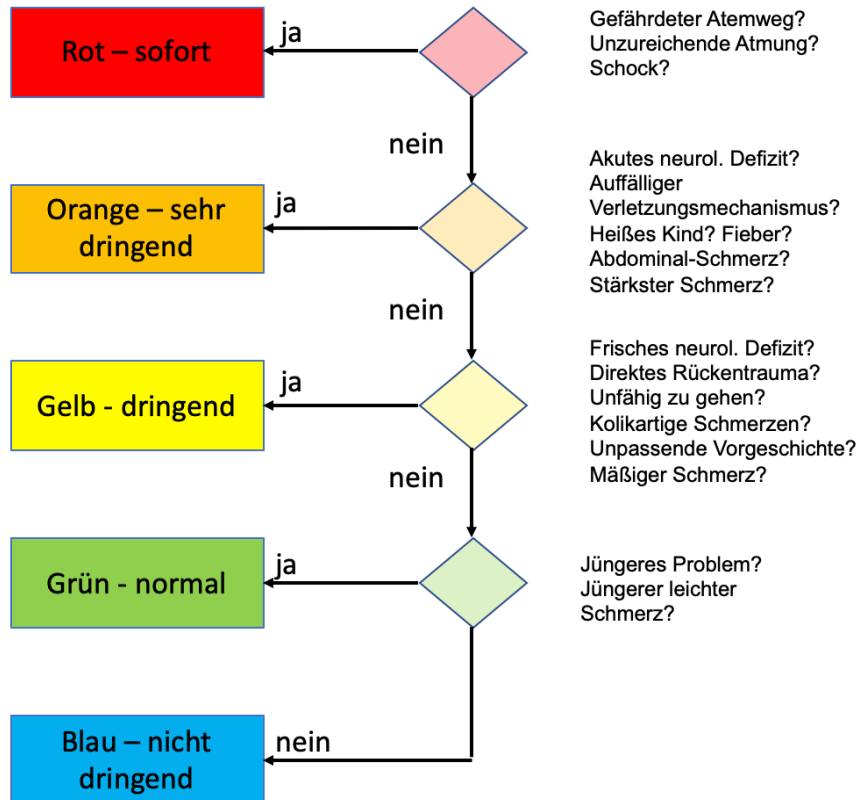 Rot – sofort
ja
Gefährdeter Atemweg?
Unzureichende Atmung?
Schock?
nein
Orange – sehr
dringend
ja
Akutes neurol. Defizit?
Auffälliger
Verletzungsmechanismus?
Heißes Kind? Fieber?
Abdominal-Schmerz?
Stärkster Schmerz?
nein
Gelb - dringend
ja
Frisches neurol. Defizit?
Direktes Rückentrauma?
Unfähig zu gehen?
Kolikartige Schmerzen?
Unpassende Vorgeschichte?
Mäßiger Schmerz?
nein
Grün - normal
ja
Jüngeres Problem?
Jüngerer leichter
Schmerz?
Blau – nicht
dringend
nein